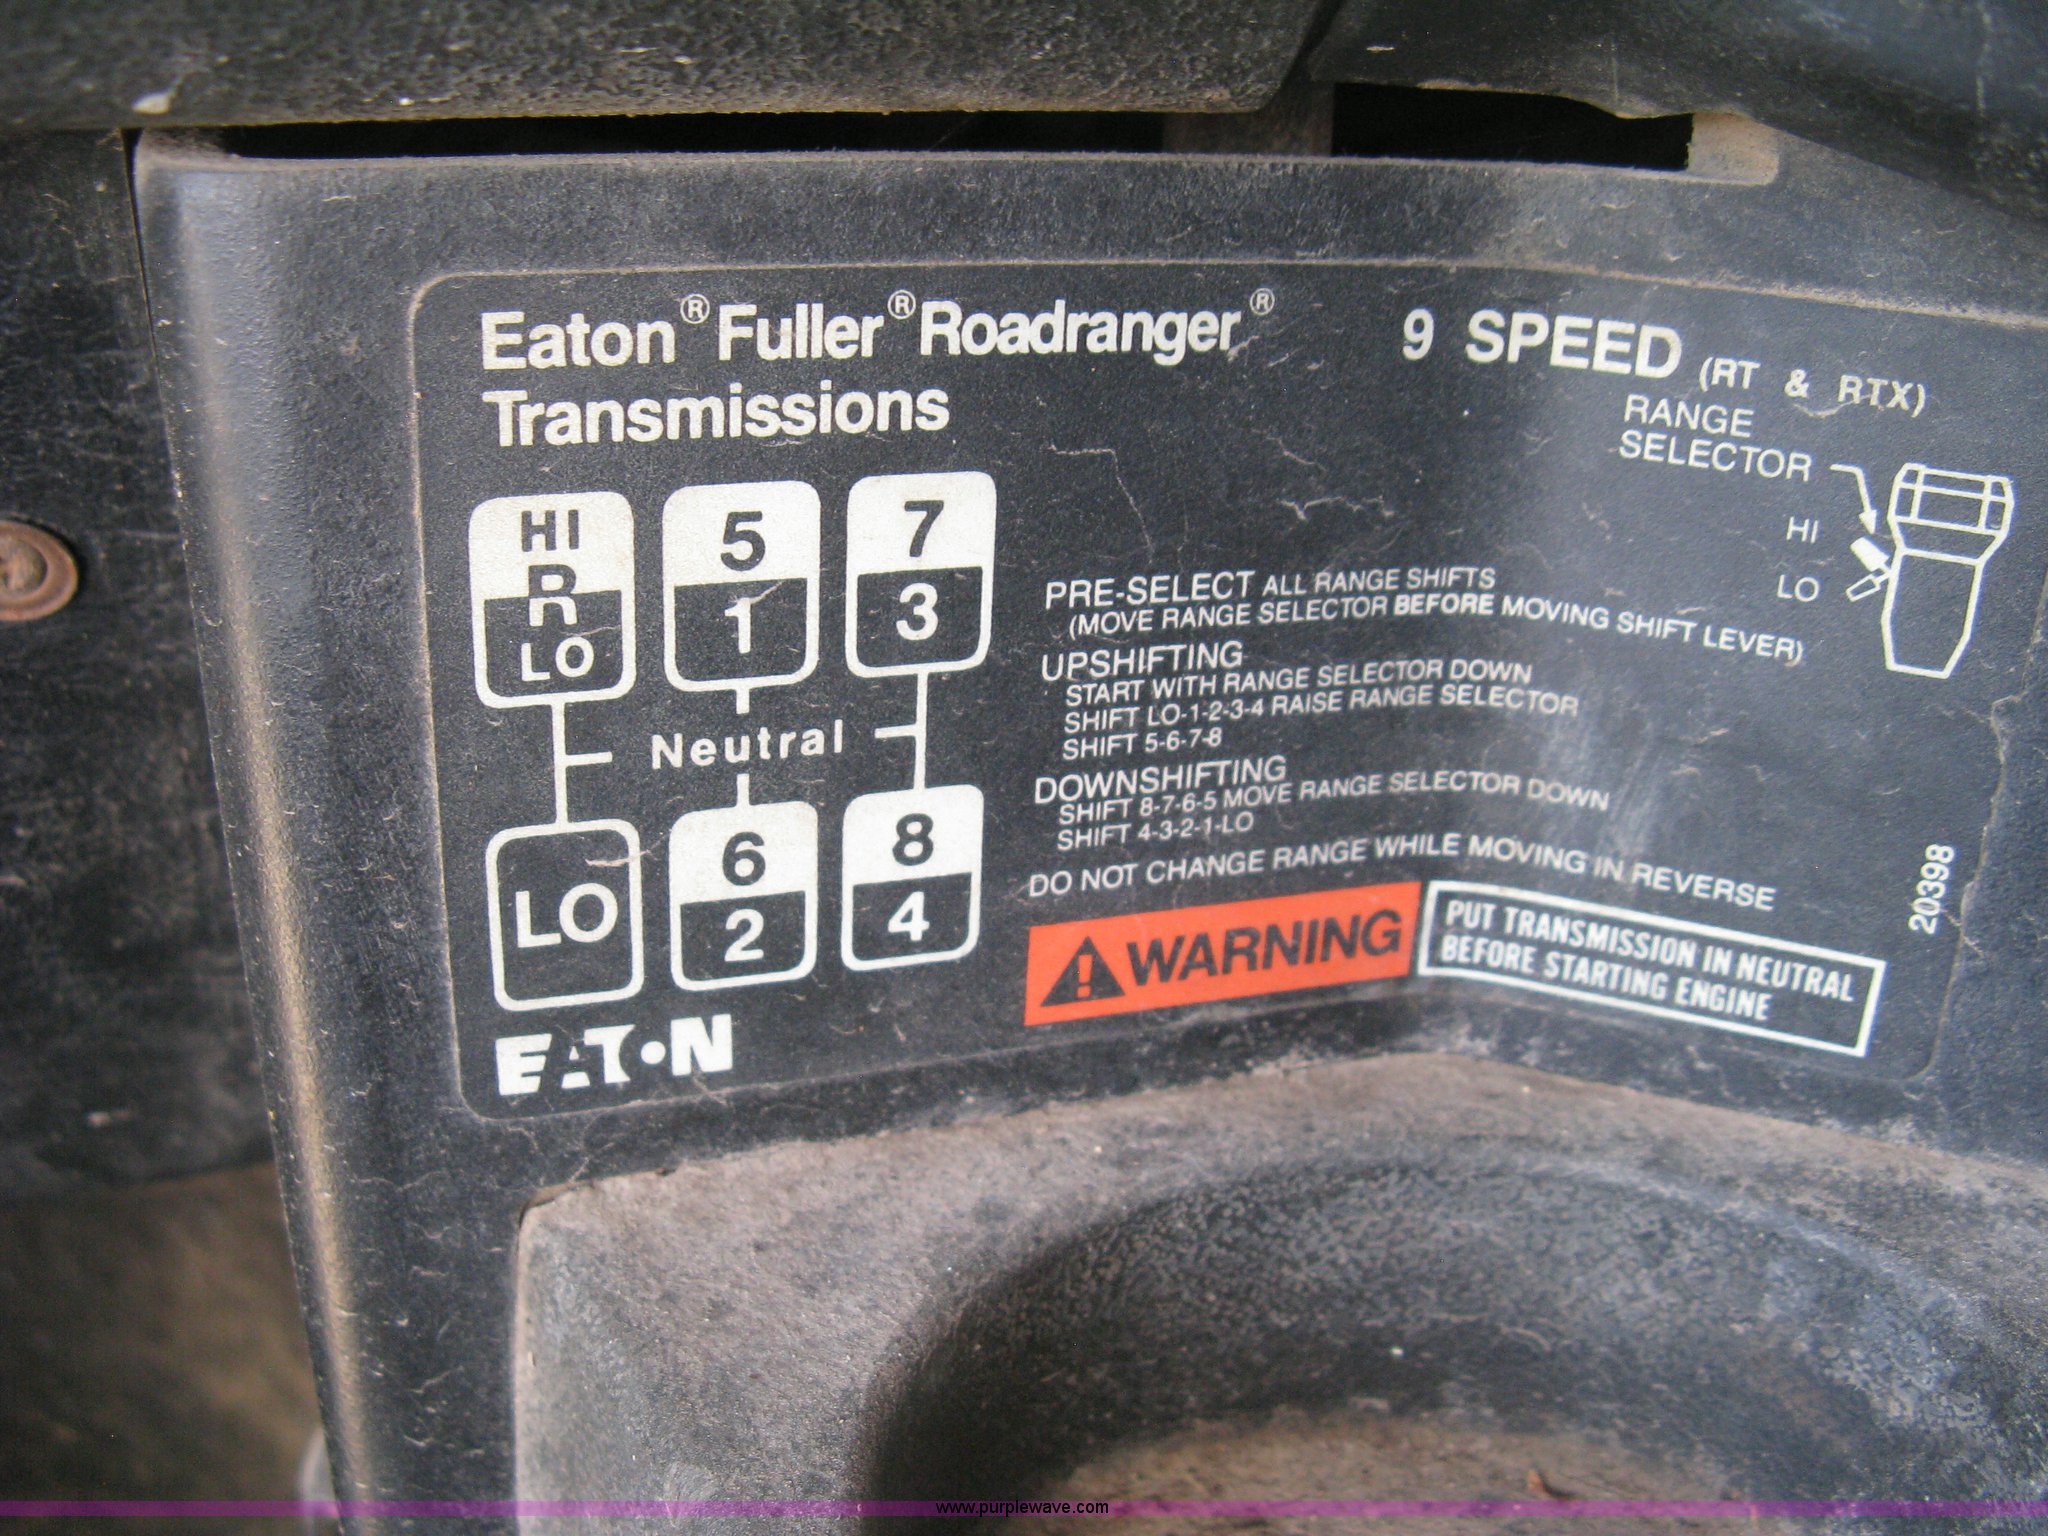 Eaton® Fuller® Roadranger®
Transmissions
9 SPEED (RT & RTX)
RANGE
SELECTOR
HI
LO
HI
R
R
LO
5
1
7
3
Neutral
LO
6
2
8
4
PRE-SELECT ALL RANGE SHIFTS
(MOVE RANGE SELECTOR BEFORE MOVING SHIFT LEVER)
UPSHIFTING
START WITH RANGE SELECTOR DOWN
SHIFT LO-1-2-3-4 RAISE RANGE SELECTOR
SHIFT 5-6-7-8
DOWNSHIFTING
SHIFT 8-7-6-5 MOVE RANGE SELECTOR DOWN
SHIFT 4-3-2-1-LO
DO NOT CHANGE RANGE WHILE MOVING IN REVERSE
WARNING
PUT TRANSMISSION IN NEUTRAL
BEFORE STARTING ENGINE
20398
EATON
www.purplewave.com